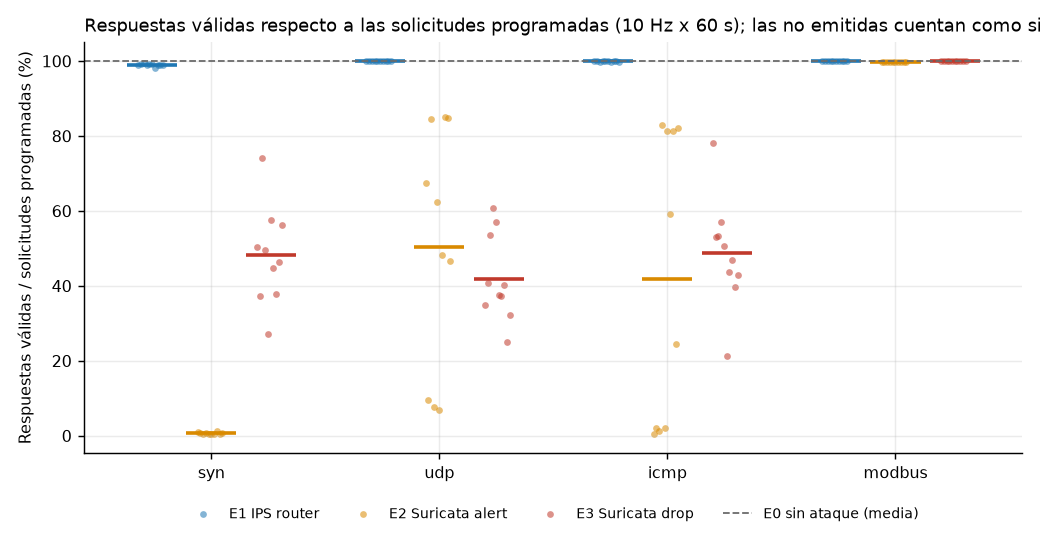 Respuestas válidas respecto a las solicitudes programadas (10 Hz x 60 s); las no emitidas cuentan como si
Respuestas válidas / solicitudes programadas (%)
100
80
60
40
20
0
syn udp icmp modbus
E1 IPS router E2 Suricata alert E3 Suricata drop E0 sin ataque (media)